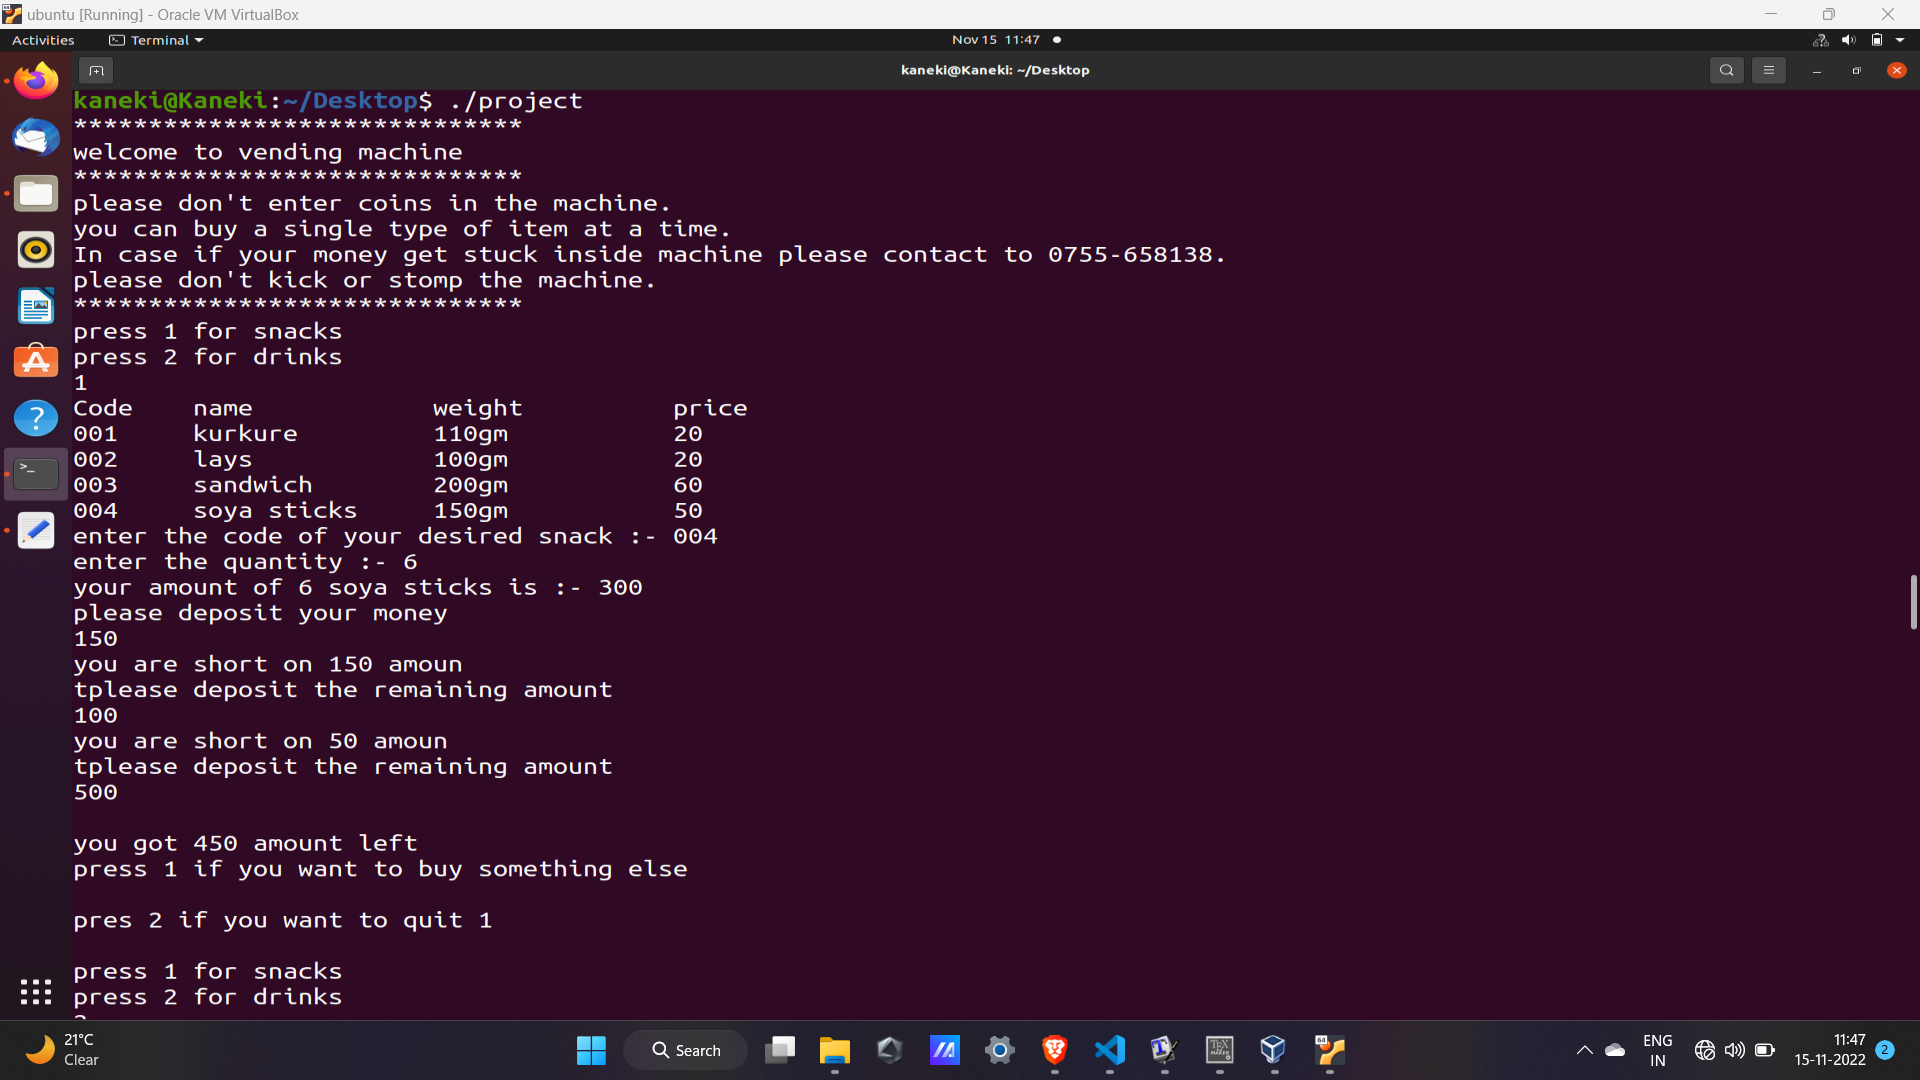 ubuntu [Running] - Oracle VM VirtualBox
Activities Terminal Nov 15 11:47
kaneki@Kaneki: ~/Desktop
kaneki@Kaneki:~/Desktop$ ./project
******************************
welcome to vending machine
******************************
please don't enter coins in the machine.
you can buy a single type of item at a time.
In case if your money get stuck inside machine please contact to 0755-658138.
please don't kick or stomp the machine.
******************************
press 1 for snacks
press 2 for drinks
1
Code name weight price
001 kurkure 110gm 20
002 lays 100gm 20
003 sandwich 200gm 60
004 soya sticks 150gm 50
enter the code of your desired snack :- 004
enter the quantity :- 6
your amount of 6 soya sticks is :- 300
please deposit your money
150
you are short on 150 amoun
tplease deposit the remaining amount
100
you are short on 50 amoun
tplease deposit the remaining amount
500
you got 450 amount left
press 1 if you want to buy something else
pres 2 if you want to quit 1
press 1 for snacks
press 2 for drinks
21°C
Clear
Search
ENG
IN
11:47
15-11-2022
2